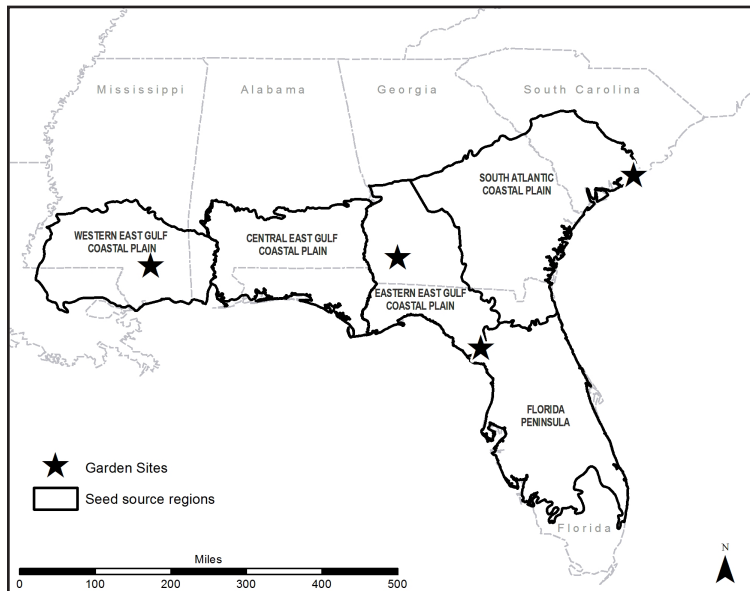 Mississippi
Alabama
Georgia
South Carolina
SOUTH ATLANTIC
COASTAL PLAIN
WESTERN EAST GULF
COASTAL PLAIN
CENTRAL EAST GULF
COASTAL PLAIN
EASTERN EAST GULF
COASTAL PLAIN
FLORIDA
PENINSULA
Florida
Garden Sites
Seed source regions
Miles
0 100 200 300 400 500
N